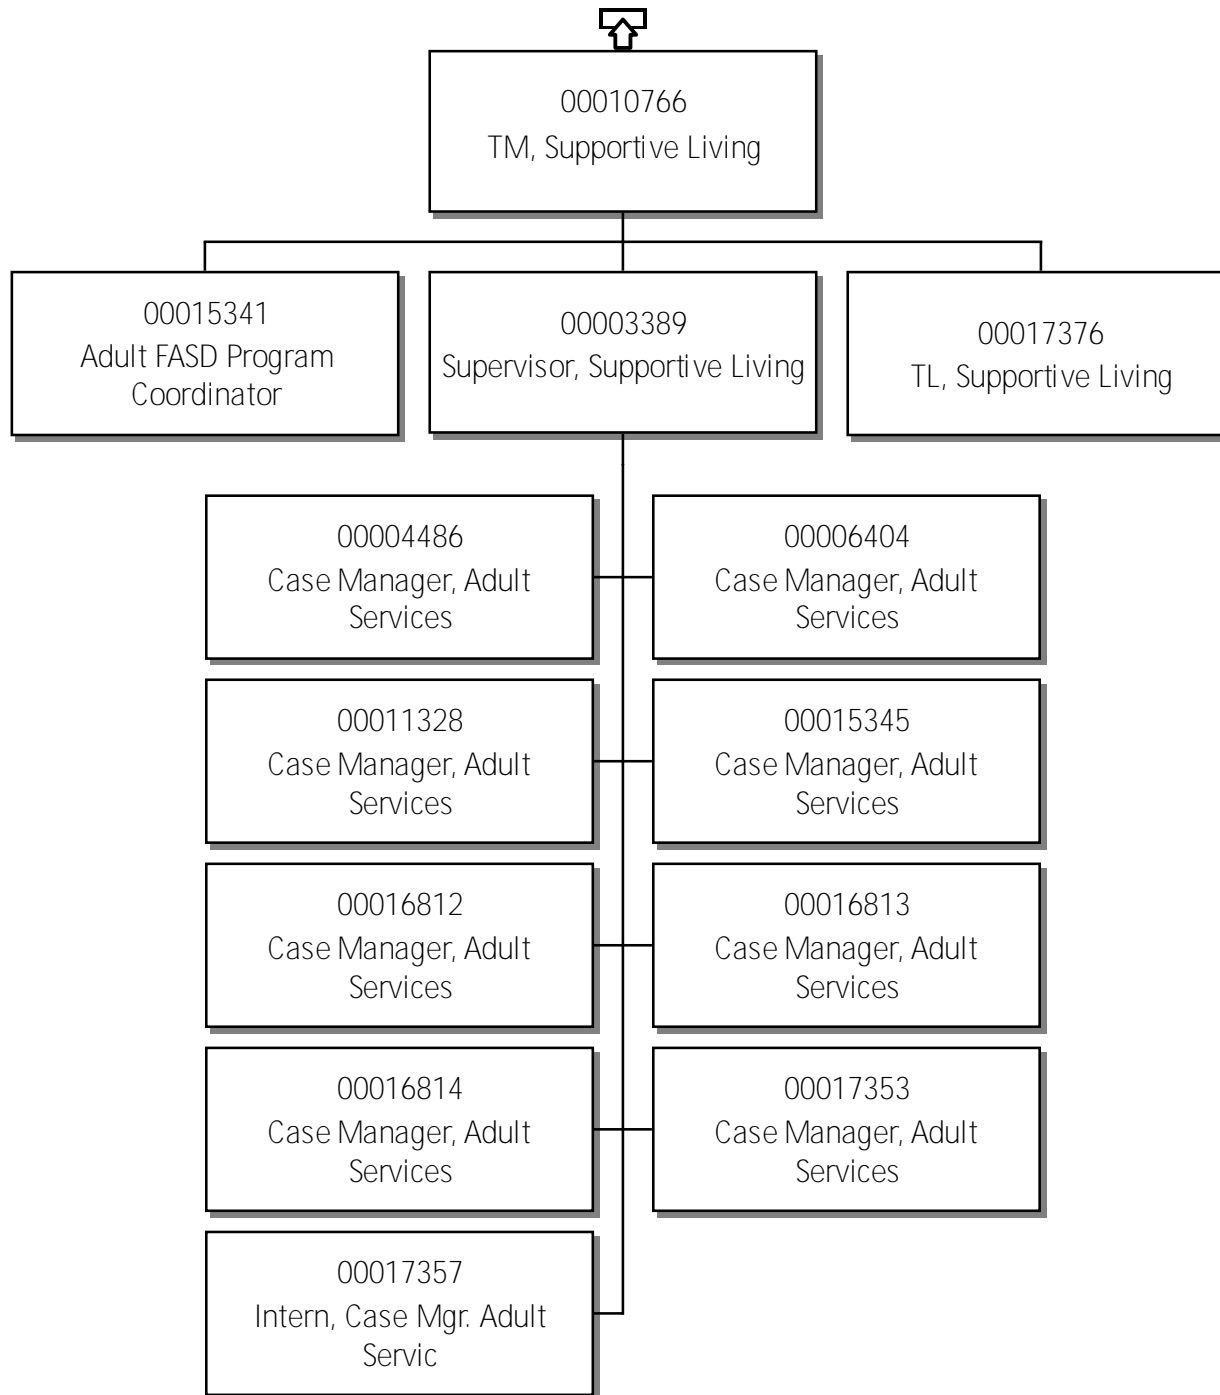 00010766
TM, Supportive Living
00015341
Adult FASD Program
Coordinator
00003389
Supervisor, Supportive Living
00017376
TL, Supportive Living
00004486
Case Manager, Adult
Services
00006404
Case Manager, Adult
Services
00011328
Case Manager, Adult
Services
00015345
Case Manager, Adult
Services
00016812
Case Manager, Adult
Services
00016813
Case Manager, Adult
Services
00016814
Case Manager, Adult
Services
00017353
Case Manager, Adult
Services
00017357
Intern, Case Mgr. Adult
Servic